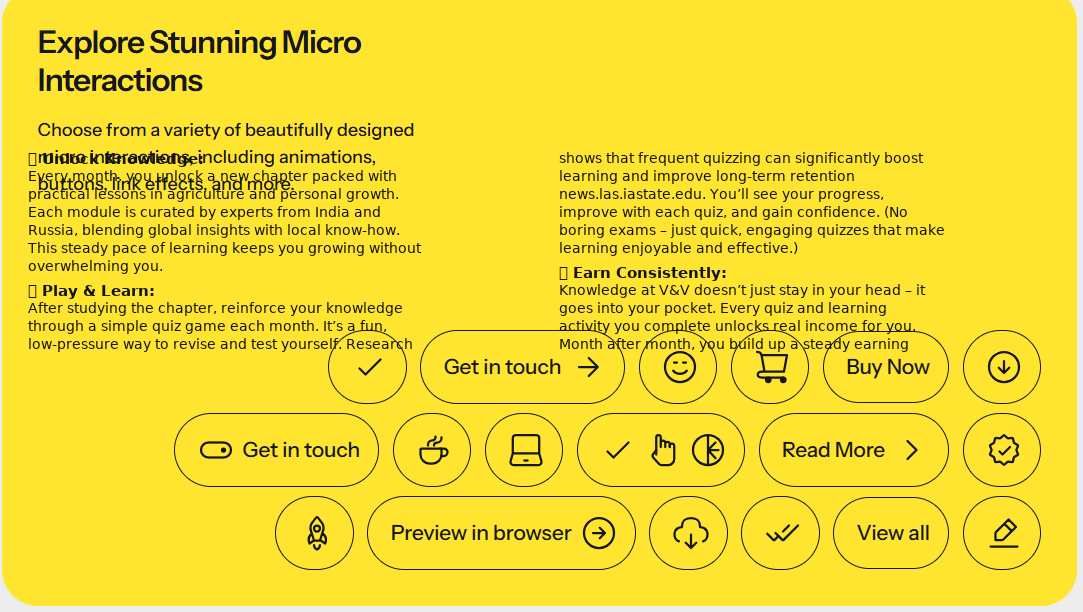 Explore Stunning Micro
Interactions
Choose from a variety of beautifully designed
micro interactions, including animations,
buttons, link effects, and more.
Unlock Knowledge:
Every month, you unlock a new chapter packed with
practical lessons in agriculture and personal growth.
Each module is curated by experts from India and
Russia, blending global insights with local know-how.
This steady pace of learning keeps you growing without
overwhelming you.
Play & Learn:
After studying the chapter, reinforce your knowledge
through a simple quiz game each month. It’s a fun,
low-pressure way to revise and test yourself. Research
shows that frequent quizzing can significantly boost
learning and improve long-term retention
news.las.iastate.edu. You’ll see your progress,
improve with each quiz, and gain confidence. (No
boring exams – just quick, engaging quizzes that make
learning enjoyable and effective.)
Earn Consistently:
Knowledge at V&V doesn’t just stay in your head – it
goes into your pocket. Every quiz and learning
activity you complete unlocks real income for you.
Month after month, you build up a steady earning
Get in touch
Buy Now
Get in touch
Read More
Preview in browser
View all